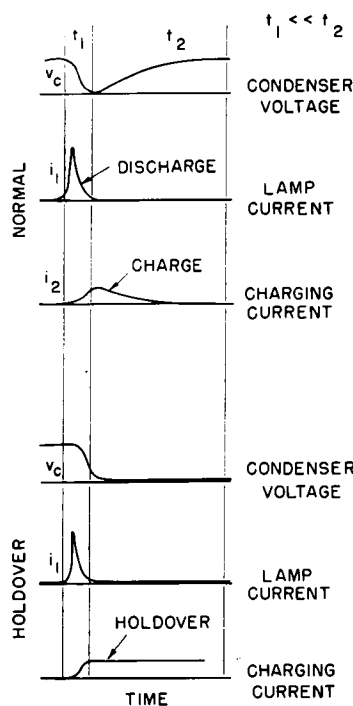 t1 t2 t1 << t2
vc
CONDENSER
VOLTAGE
NORMAL
i1 DISCHARGE
LAMP
CURRENT
i2 CHARGE
CHARGING
CURRENT
vc
CONDENSER
VOLTAGE
HOLDOVER
i1
LAMP
CURRENT
HOLDOVER
CHARGING
CURRENT
TIME